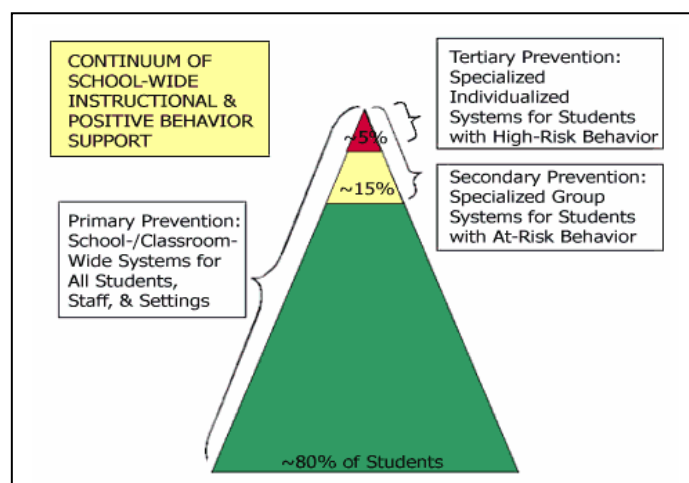 CONTINUUM OF
SCHOOL-WIDE
INSTRUCTIONAL &
POSITIVE BEHAVIOR
SUPPORT
Primary Prevention:
School-/Classroom-
Wide Systems for
All Students,
Staff, & Settings
Tertiary Prevention:
Specialized
Individualized
Systems for Students
with High-Risk Behavior
Secondary Prevention:
Specialized Group
Systems for Students
with At-Risk Behavior
~5%
~15%
~80% of Students